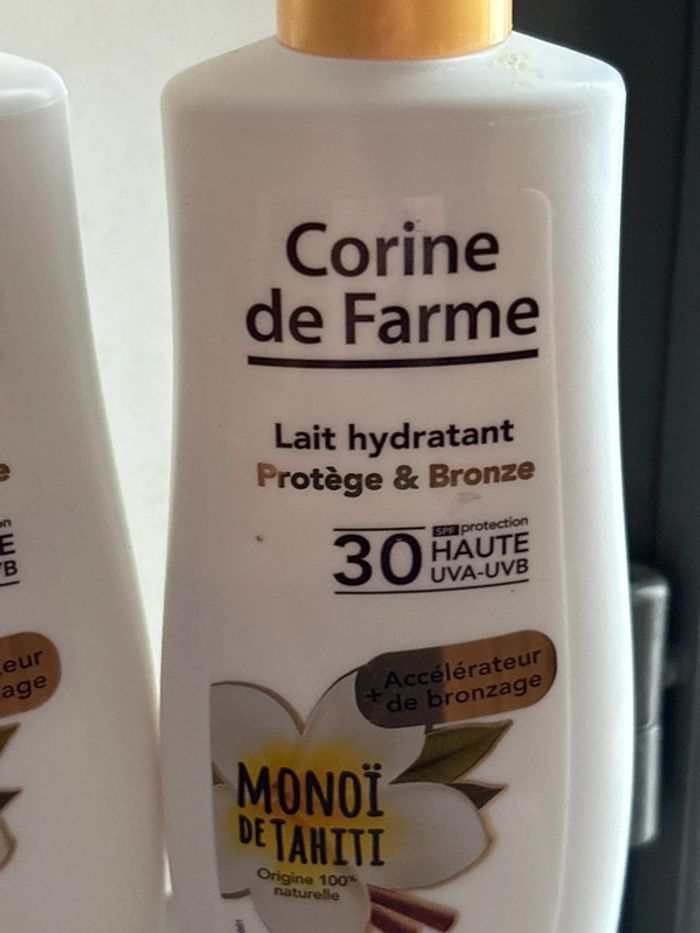 Corine
de Farme
Lait hydratant
Protège & Bronze
30 SPF protection
HAUTE
UVA-UVB
Accélérateur
+ de bronzage
MONOÏ
DE TAHITI
Origine 100%
naturelle